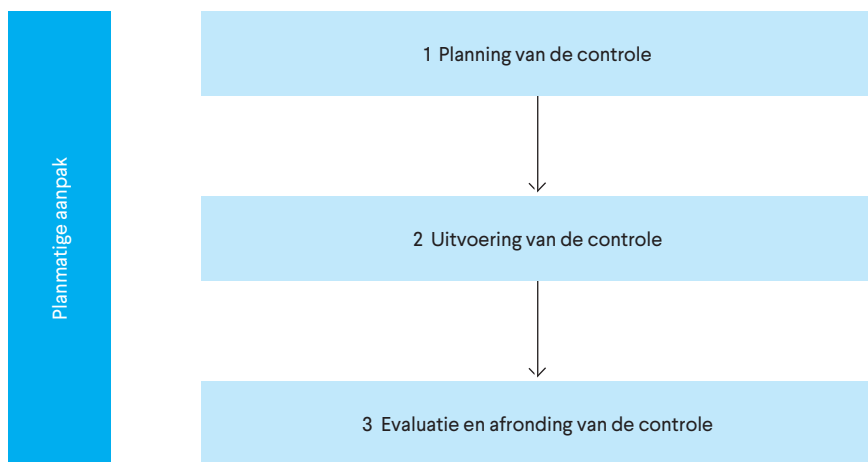 Planmatige aanpak
1 Planning van de controle
2 Uitvoering van de controle
3 Evaluatie en afronding van de controle